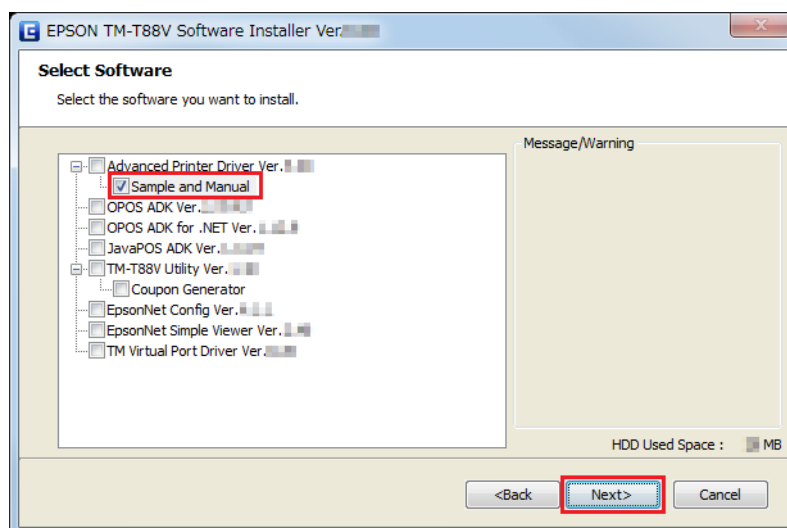 EPSON TM-T88V Software Installer Ver.
Select Software
Select the software you want to install.
Message/Warning
Advanced Printer Driver Ver.
Sample and Manual
OPOS ADK Ver.
OPOS ADK for .NET Ver.
JavaPOS ADK Ver.
TM-T88V Utility Ver.
Coupon Generator
EpsonNet Config Ver.
EpsonNet Simple Viewer Ver.
TM Virtual Port Driver Ver.
HDD Used Space : MB
<Back Next> Cancel